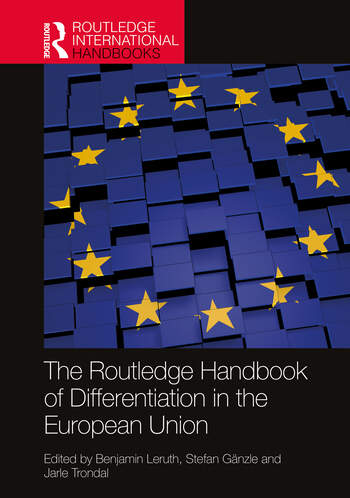 ROUTLEDGE
ROUTLEDGE
INTERNATIONAL
HANDBOOKS
The Routledge Handbook
of Differentiation in the
European Union
Edited by Benjamin Leruth, Stefan Gänzle and
Jarle Trondal